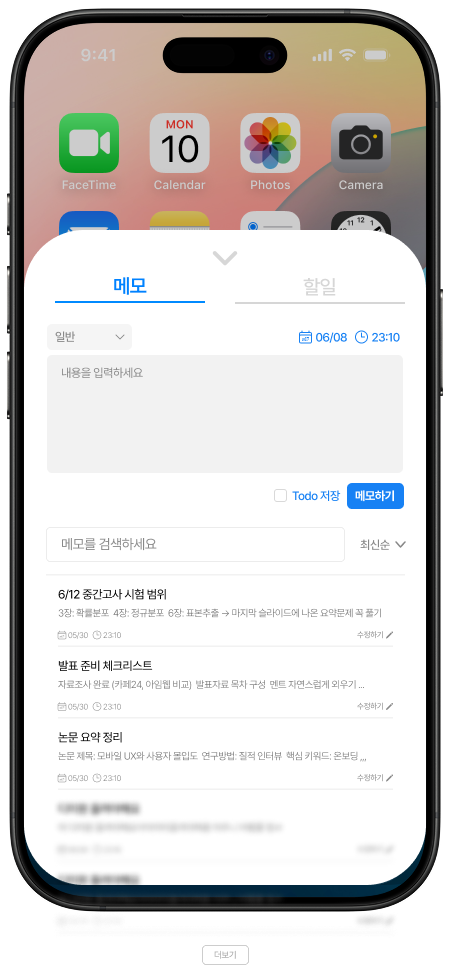 9:41
MON
10
FaceTime Calendar Photos Camera
11 12 1
메모 할일
일반 06/08 23:10
내용을 입력하세요
Todo 저장 메모하기
메모를 검색하세요 최신순
6/12 중간고사 시험 범위
3장: 확률분포 4장: 정규분포 6장: 표본추출 → 마지막 슬라이드에 나온 요약문제 꼭 풀기
05/30 23:10 수정하기
발표 준비 체크리스트
자료조사 완료 (카페24, 아임웹 비교) 발표자료 목차 구성 멘트 자연스럽게 외우기 ...
05/30 23:10 수정하기
논문 요약 정리
논문 제목: 모바일 UX와 사용자 몰입도 연구방법: 질적 인터뷰 핵심 키워드: 온보딩 ,,,
05/30 23:10 수정하기
더보기